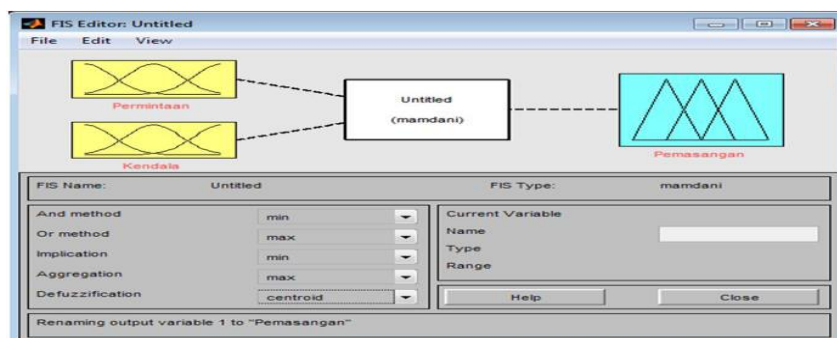 FIS Editor: Untitled
File Edit View
Permintaan
Kendala
Untitled
(mamdani)
Pemasangan
FIS Name: Untitled FIS Type: mamdani
And method min
Or method max
Implication min
Aggregation max
Defuzzification centroid
Current Variable
Name
Type
Range
Help Close
Renaming output variable 1 to "Pemasangan"